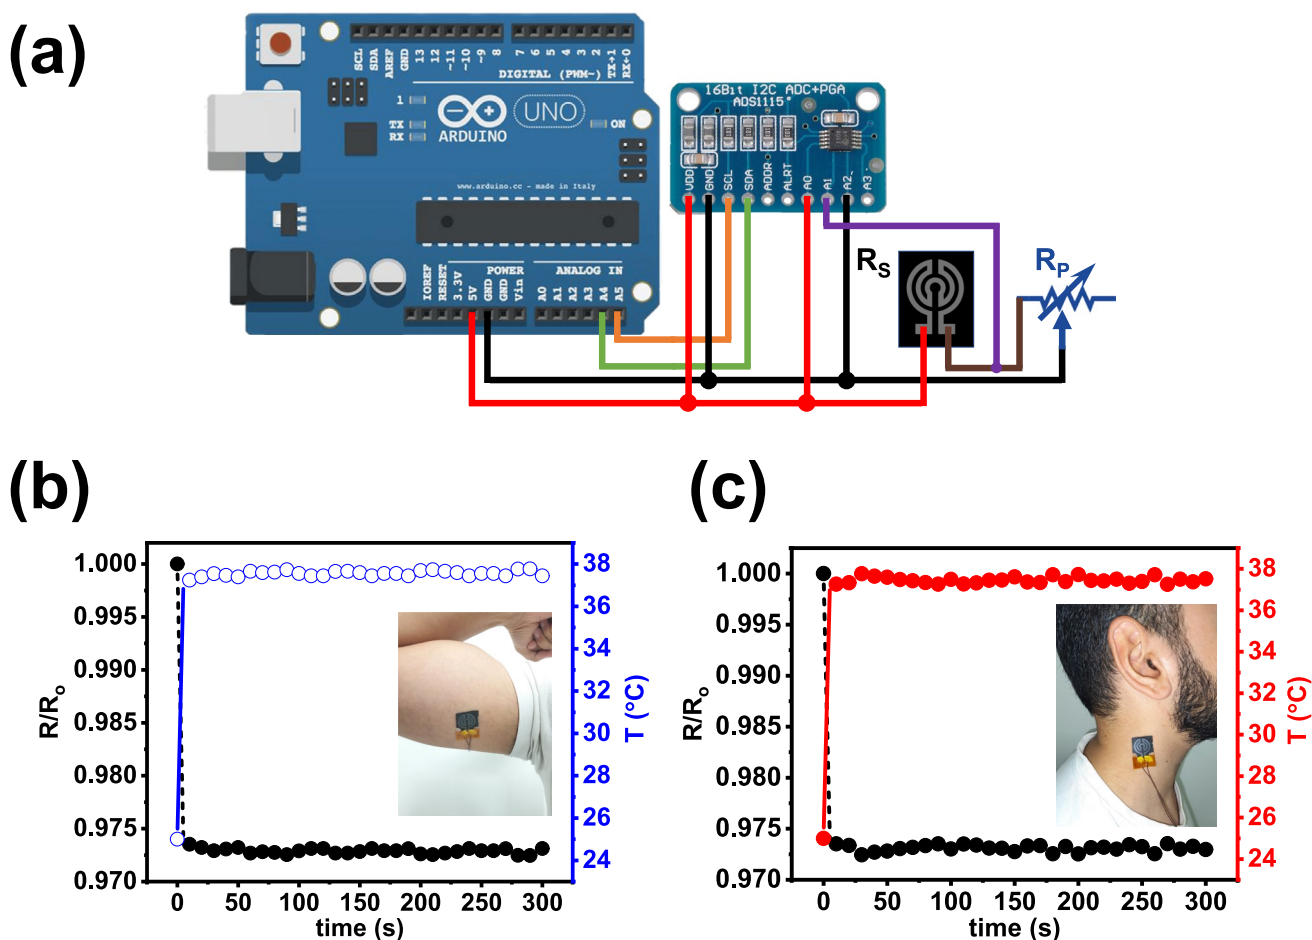 (a)
SCL
SDA
AREF
GND
13
12
~11
~10
~9
8
7
~6
~5
4
~3
2
TX→1
RX←0
DIGITAL (PWM~)
1
TX
RX
ARDUINO
UNO
ON
www.arduino.cc - made in Italy
POWER
ANALOG IN
IOREF
RESET
3.3V
5V
GND
GND
Vin
A0
A1
A2
A3
A4
A5
16Bit I2C ADC+PGA
ADS1115
VDD
GND
SCL
SDA
ADDR
ALRT
A0
A1
A2
A3
RS
RP
(b)
1.000
0.995
0.990
0.985
0.980
0.975
0.970
R/Ro
38
36
34
32
30
28
26
24
T (°C)
0 50 100 150 200 250 300
time (s)
(c)
1.000
0.995
0.990
0.985
0.980
0.975
0.970
R/Ro
38
36
34
32
30
28
26
24
T (°C)
0 50 100 150 200 250 300
time (s)